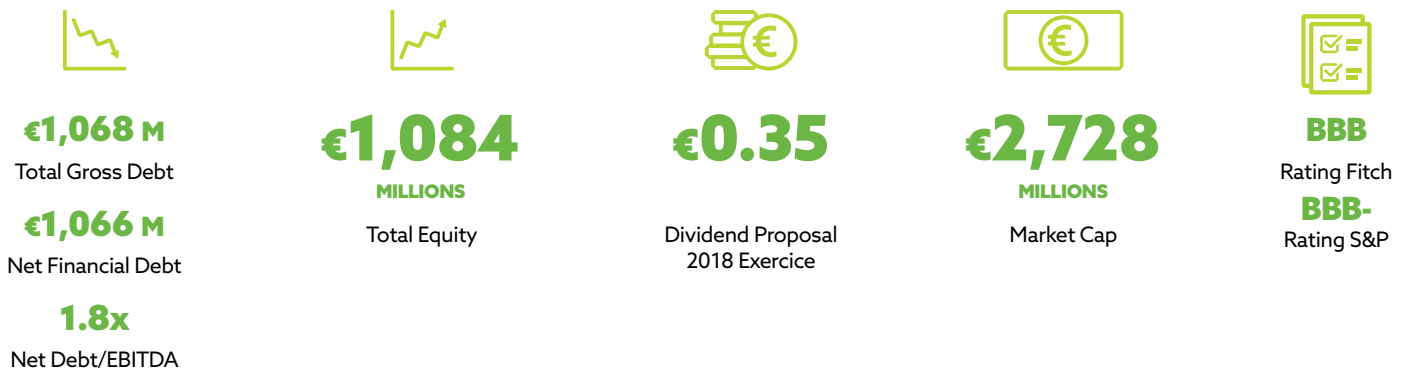 €1,068 M
Total Gross Debt
€1,066 M
Net Financial Debt
1.8x
Net Debt/EBITDA
€1,084
MILLIONS
Total Equity
€0.35
Dividend Proposal
2018 Exercice
€2,728
MILLIONS
Market Cap
BBB
Rating Fitch
BBB-
Rating S&P